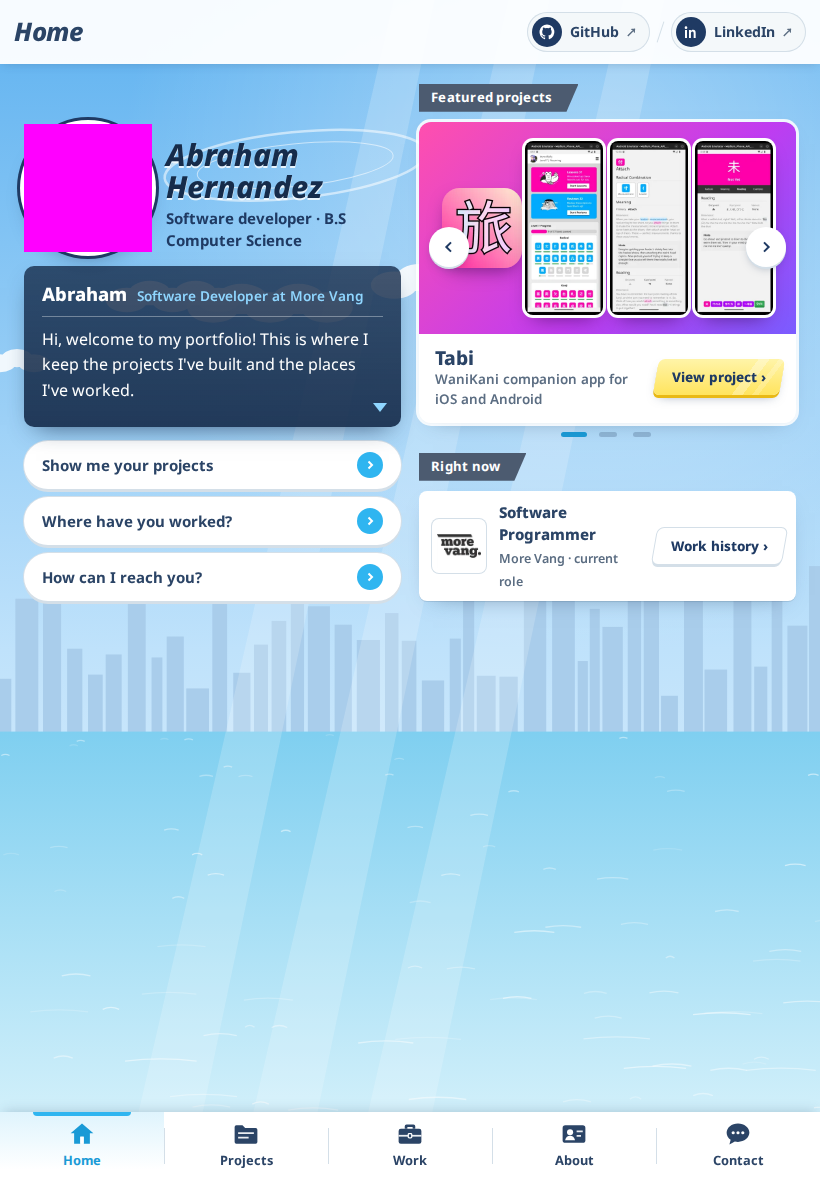 Home
GitHub ↗
LinkedIn ↗
Abraham
Hernandez
Software developer · B.S
Computer Science
Abraham Software Developer at More Vang
Hi, welcome to my portfolio! This is where I
keep the projects I've built and the places
I've worked.
Show me your projects
Where have you worked?
How can I reach you?
Featured projects
旅
未
Tabi
WaniKani companion app for
iOS and Android
View project ›
Right now
more
vang.
Software
Programmer
More Vang · current
role
Work history ›
Home
Projects
Work
About
Contact